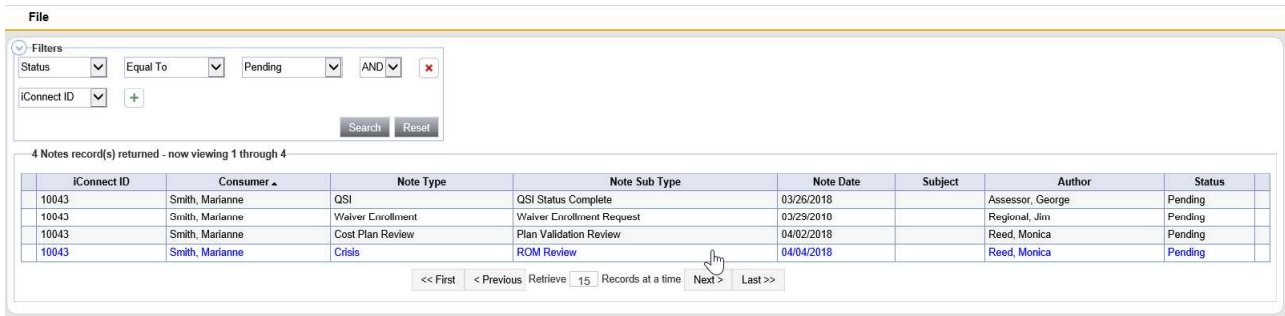 File
Filters
Status Equal To Pending AND
iConnect ID
Search Reset
4 Notes record(s) returned - now viewing 1 through 4
iConnect ID Consumer Note Type Note Sub Type Note Date Subject Author Status
10043 Smith, Marianne QSI QSI Status Complete 03/26/2018 Assessor, George Pending
10043 Smith, Marianne Waiver Enrollment Waiver Enrollment Request 03/29/2018 Regional, Jim Pending
10043 Smith, Marianne Cost Plan Review Plan Validation Review 04/02/2018 Reed, Monica Pending
10043 Smith, Marianne Crisis ROM Review 04/04/2018 Reed, Monica Pending
<< First < Previous Retrieve 15 Records at a time Next > Last >>